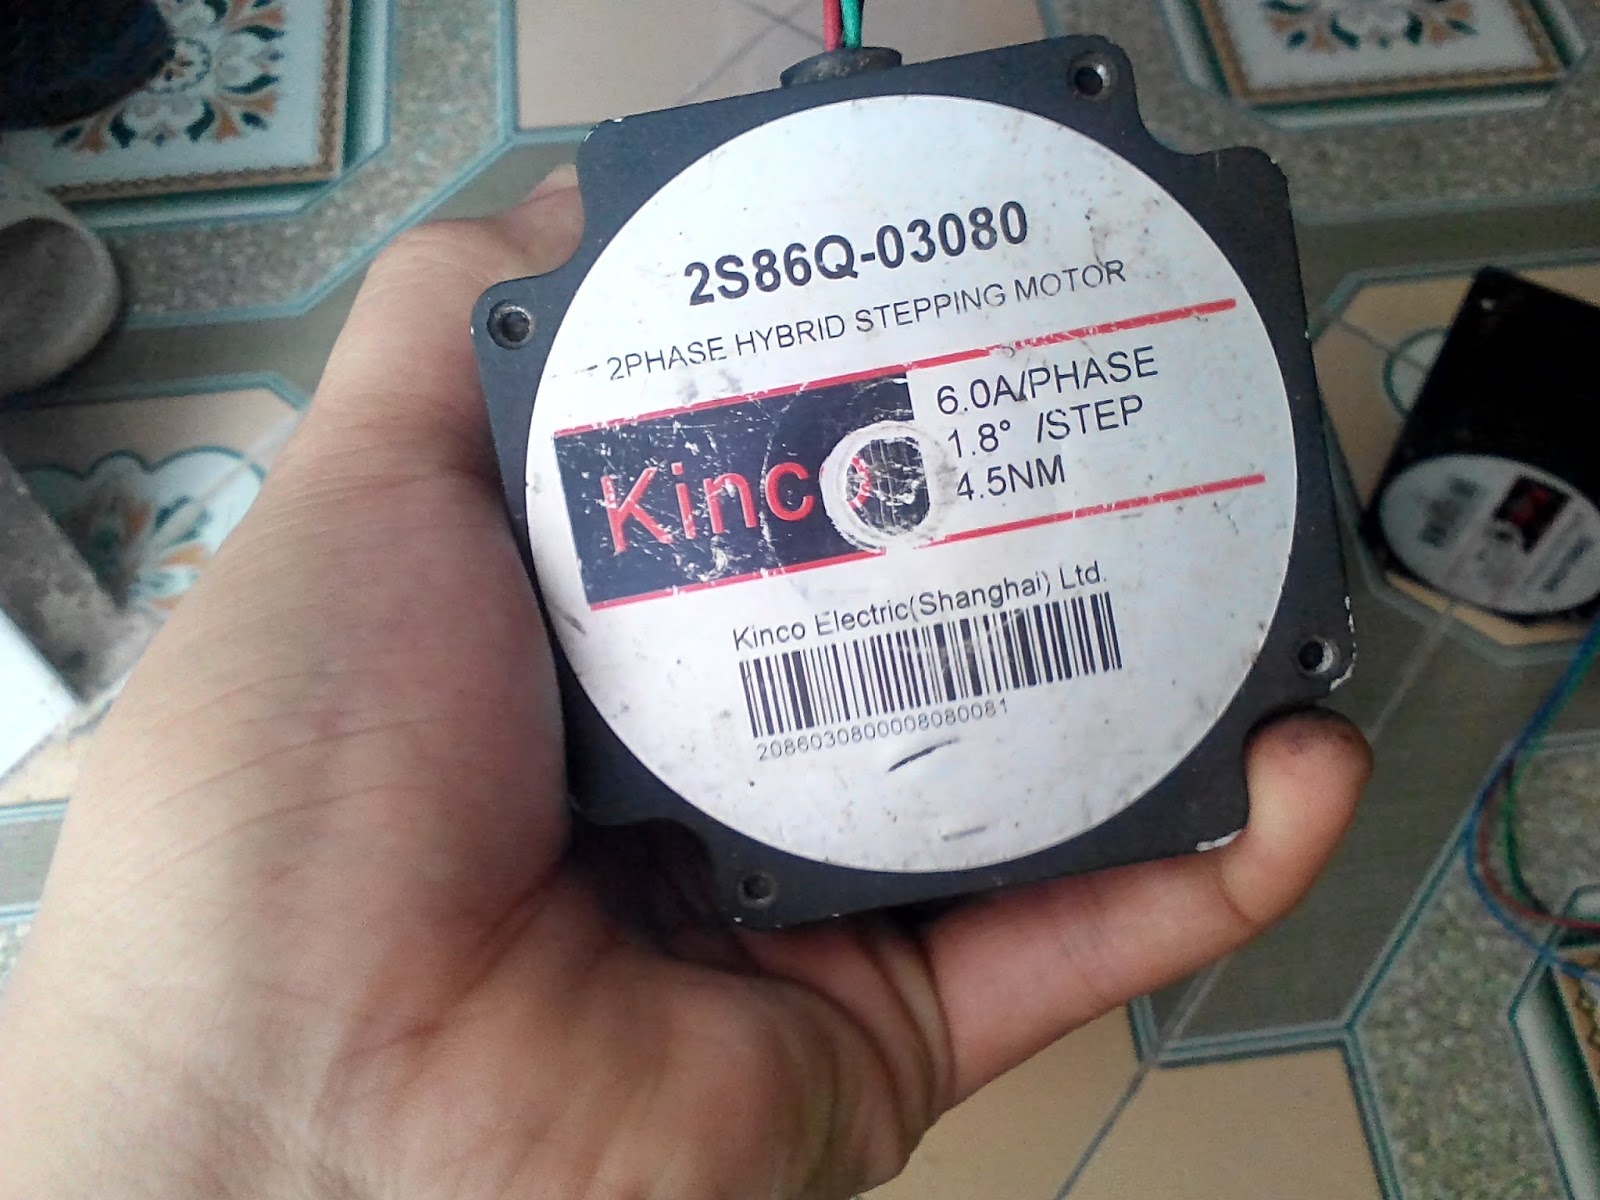 2S86Q-03080
2PHASE HYBRID STEPPING MOTOR
Kinco
6.0A/PHASE
1.8° /STEP
4.5NM
Kinco Electric(Shanghai) Ltd.
2086030800008080081